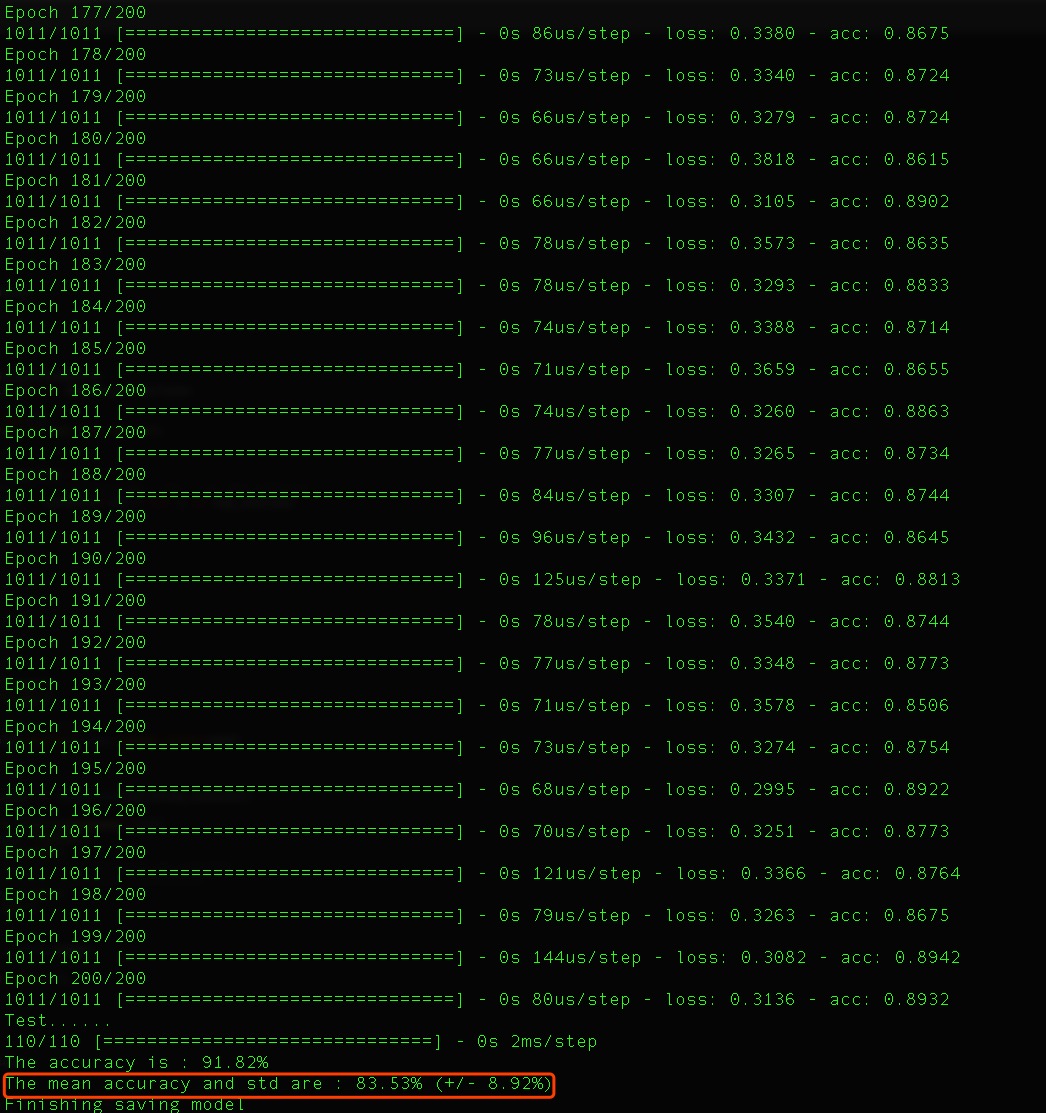 Epoch 177/200
1011/1011 [==============================] - 0s 86us/step - loss: 0.3380 - acc: 0.8675
Epoch 178/200
1011/1011 [==============================] - 0s 73us/step - loss: 0.3340 - acc: 0.8724
Epoch 179/200
1011/1011 [==============================] - 0s 66us/step - loss: 0.3279 - acc: 0.8724
Epoch 180/200
1011/1011 [==============================] - 0s 66us/step - loss: 0.3818 - acc: 0.8615
Epoch 181/200
1011/1011 [==============================] - 0s 66us/step - loss: 0.3105 - acc: 0.8902
Epoch 182/200
1011/1011 [==============================] - 0s 78us/step - loss: 0.3573 - acc: 0.8635
Epoch 183/200
1011/1011 [==============================] - 0s 78us/step - loss: 0.3293 - acc: 0.8833
Epoch 184/200
1011/1011 [==============================] - 0s 74us/step - loss: 0.3388 - acc: 0.8714
Epoch 185/200
1011/1011 [==============================] - 0s 71us/step - loss: 0.3659 - acc: 0.8655
Epoch 186/200
1011/1011 [==============================] - 0s 74us/step - loss: 0.3260 - acc: 0.8863
Epoch 187/200
1011/1011 [==============================] - 0s 77us/step - loss: 0.3265 - acc: 0.8734
Epoch 188/200
1011/1011 [==============================] - 0s 84us/step - loss: 0.3307 - acc: 0.8744
Epoch 189/200
1011/1011 [==============================] - 0s 96us/step - loss: 0.3432 - acc: 0.8645
Epoch 190/200
1011/1011 [==============================] - 0s 125us/step - loss: 0.3371 - acc: 0.8813
Epoch 191/200
1011/1011 [==============================] - 0s 78us/step - loss: 0.3540 - acc: 0.8744
Epoch 192/200
1011/1011 [==============================] - 0s 77us/step - loss: 0.3348 - acc: 0.8773
Epoch 193/200
1011/1011 [==============================] - 0s 71us/step - loss: 0.3578 - acc: 0.8506
Epoch 194/200
1011/1011 [==============================] - 0s 73us/step - loss: 0.3274 - acc: 0.8754
Epoch 195/200
1011/1011 [==============================] - 0s 68us/step - loss: 0.2995 - acc: 0.8922
Epoch 196/200
1011/1011 [==============================] - 0s 70us/step - loss: 0.3251 - acc: 0.8773
Epoch 197/200
1011/1011 [==============================] - 0s 121us/step - loss: 0.3366 - acc: 0.8764
Epoch 198/200
1011/1011 [==============================] - 0s 79us/step - loss: 0.3263 - acc: 0.8675
Epoch 199/200
1011/1011 [==============================] - 0s 144us/step - loss: 0.3082 - acc: 0.8942
Epoch 200/200
1011/1011 [==============================] - 0s 80us/step - loss: 0.3136 - acc: 0.8932
Test......
110/110 [==============================] - 0s 2ms/step
The accuracy is : 91.82%
The mean accuracy and std are : 83.53% (+/- 8.92%)
Finishing saving model